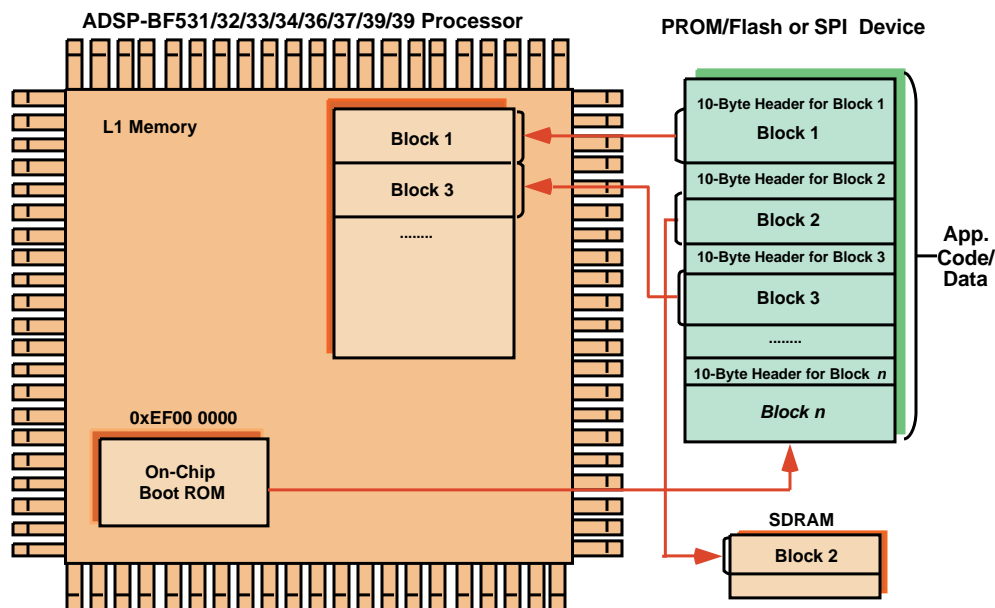 ADSP-BF531/32/33/34/36/37/39/39 Processor
PROM/Flash or SPI Device
L1 Memory
Block 1
Block 3
........
10-Byte Header for Block 1
Block 1
10-Byte Header for Block 2
Block 2
10-Byte Header for Block 3
Block 3
........
10-Byte Header for Block n
Block n
App.
Code/
Data
0xEF00 0000
On-Chip
Boot ROM
SDRAM
Block 2